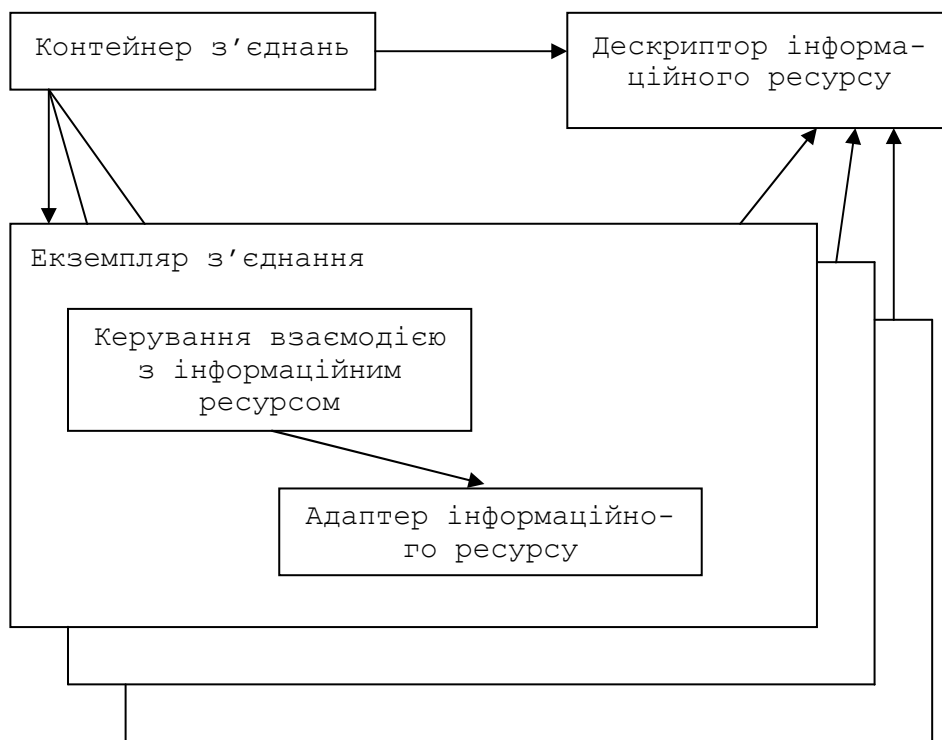 Контейнер з’єднань
Дескриптор інформа-
ційного ресурсу
Екземпляр з’єднання
Керування взаємодією
з інформаційним
ресурсом
Адаптер інформаційно-
го ресурсу